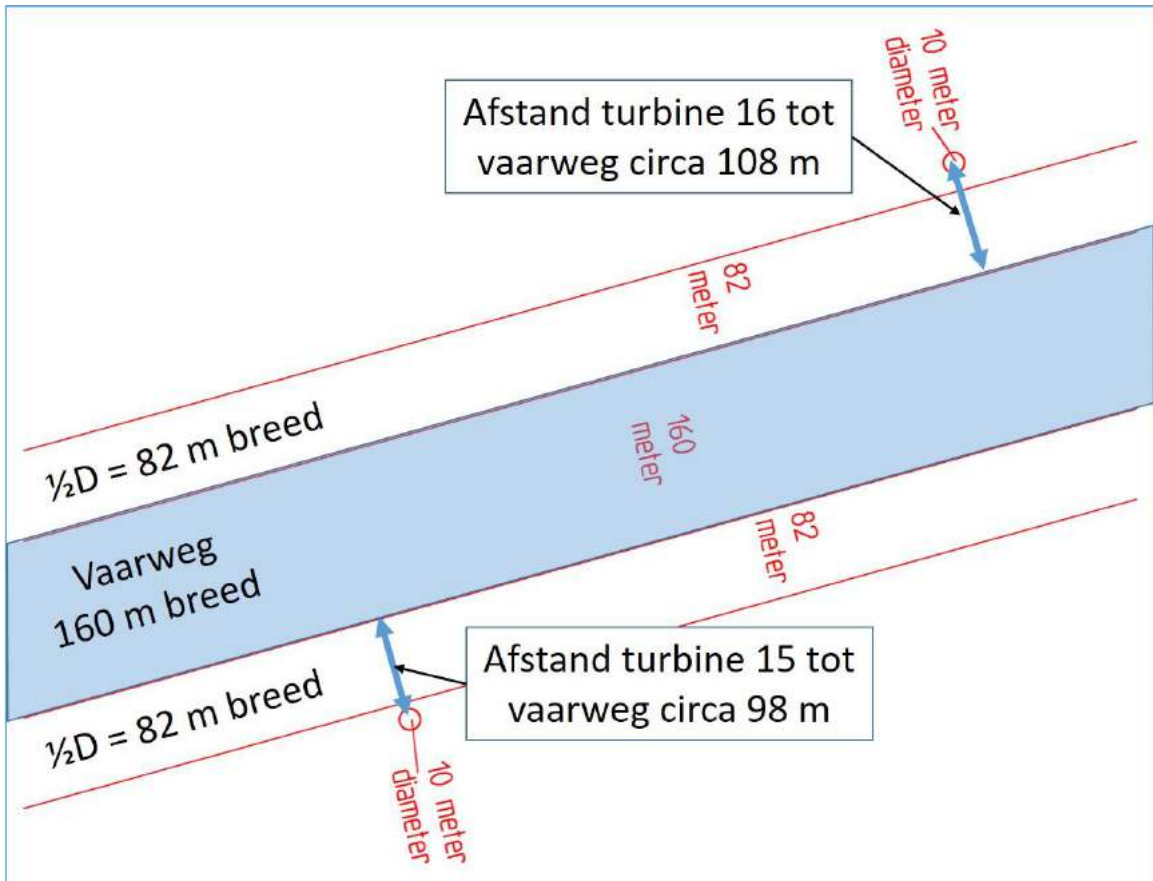 10 meter
diameter
Afstand turbine 16 tot
vaarweg circa 108 m
82
meter
½D = 82 m breed
160
meter
Vaarweg
160 m breed
82
meter
½D = 82 m breed
Afstand turbine 15 tot
vaarweg circa 98 m
10 meter
diameter